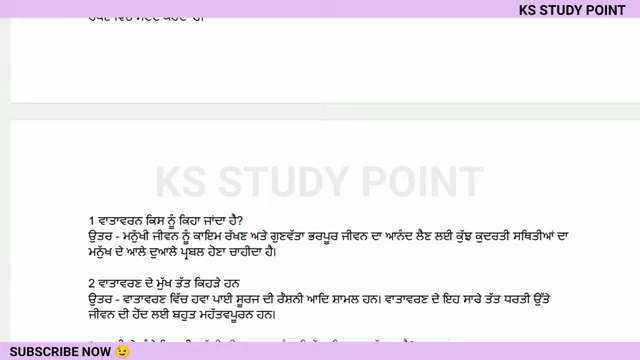 KS STUDY POINT
KS STUDY POINT
1 ਵਾਤਾਵਰਨ ਕਿਸ ਨੂੰ ਕਿਹਾ ਜਾਂਦਾ ਹੈ?
ਉਤਰ - ਮਨੁੱਖੀ ਜੀਵਨ ਨੂੰ ਕਾਇਮ ਰੱਖਣ ਅਤੇ ਗੁਣਵੱਤਾ ਭਰਪੂਰ ਜੀਵਨ ਦਾ ਆਨੰਦ ਲੈਣ ਲਈ ਕੁੱਝ ਕੁਦਰਤੀ ਸਥਿਤੀਆਂ ਦਾ
ਮਨੁੱਖ ਦੇ ਆਲੇ ਦੁਆਲੇ ਪ੍ਰਬਲ ਹੋਣਾ ਚਾਹੀਦਾ ਹੈ।
2 ਵਾਤਾਵਰਣ ਦੇ ਮੁੱਖ ਤੱਤ ਕਿਹੜੇ ਹਨ
ਉਤਰ - ਵਾਤਾਵਰਣ ਵਿੱਚ ਹਵਾ ਪਾਣੀ ਸੂਰਜ ਦੀ ਰੌਸ਼ਨੀ ਆਦਿ ਸ਼ਾਮਲ ਹਨ। ਵਾਤਾਵਰਣ ਦੇ ਇਹ ਸਾਰੇ ਤੱਤ ਧਰਤੀ ਉੱਤੇ
ਜੀਵਨ ਦੀ ਹੋਂਦ ਲਈ ਬਹੁਤ ਮਹੱਤਵਪੂਰਨ ਹਨ।
SUBSCRIBE NOW 😉